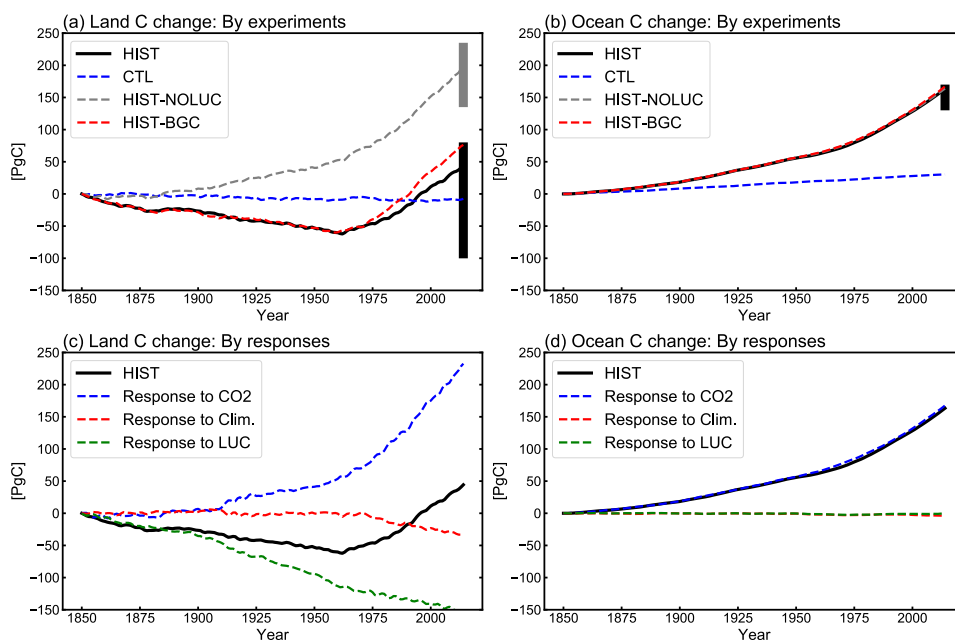 (a) Land C change: By experiments
250
200
150
100
50
0
−50
−100
−150
[PgC]
HIST
CTL
HIST-NOLUC
HIST-BGC
1850
1875
1900
1925
1950
1975
2000
Year
(b) Ocean C change: By experiments
250
200
150
100
50
0
−50
−100
−150
[PgC]
HIST
CTL
HIST-NOLUC
HIST-BGC
1850
1875
1900
1925
1950
1975
2000
Year
(c) Land C change: By responses
250
200
150
100
50
0
−50
−100
−150
[PgC]
HIST
Response to CO2
Response to Clim.
Response to LUC
1850
1875
1900
1925
1950
1975
2000
Year
(d) Ocean C change: By responses
250
200
150
100
50
0
−50
−100
−150
[PgC]
HIST
Response to CO2
Response to Clim.
Response to LUC
1850
1875
1900
1925
1950
1975
2000
Year